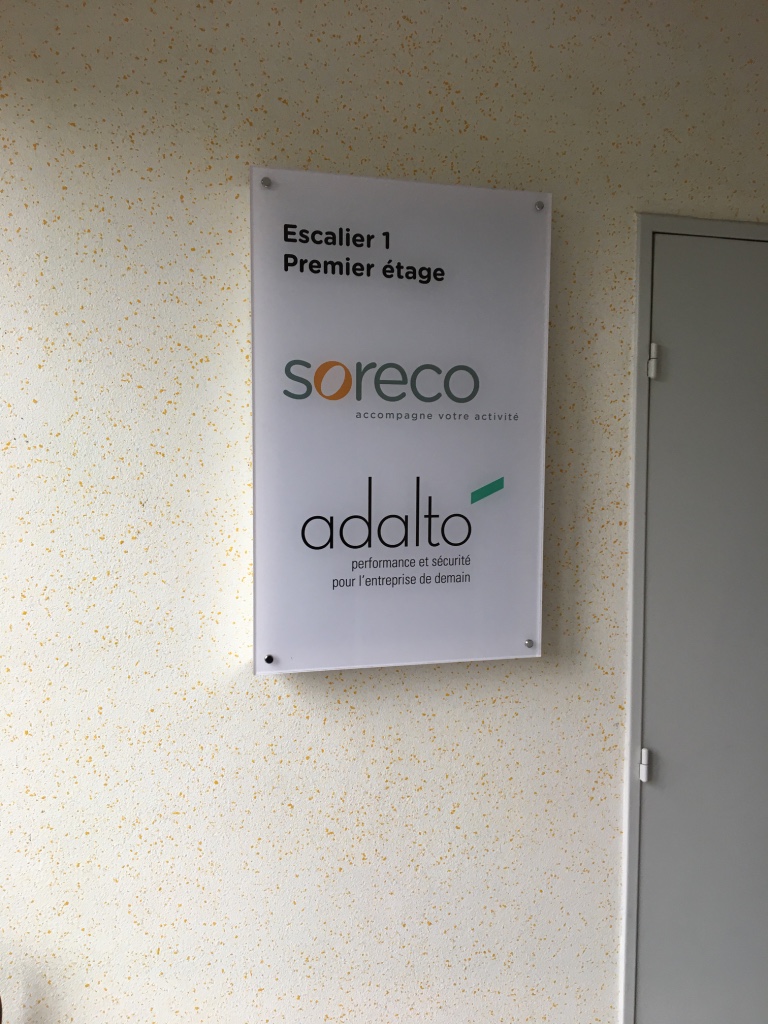 Escalier 1
Premier étage
soreco
accompagne votre activité
adalto
performance et sécurité
pour l'entreprise de demain